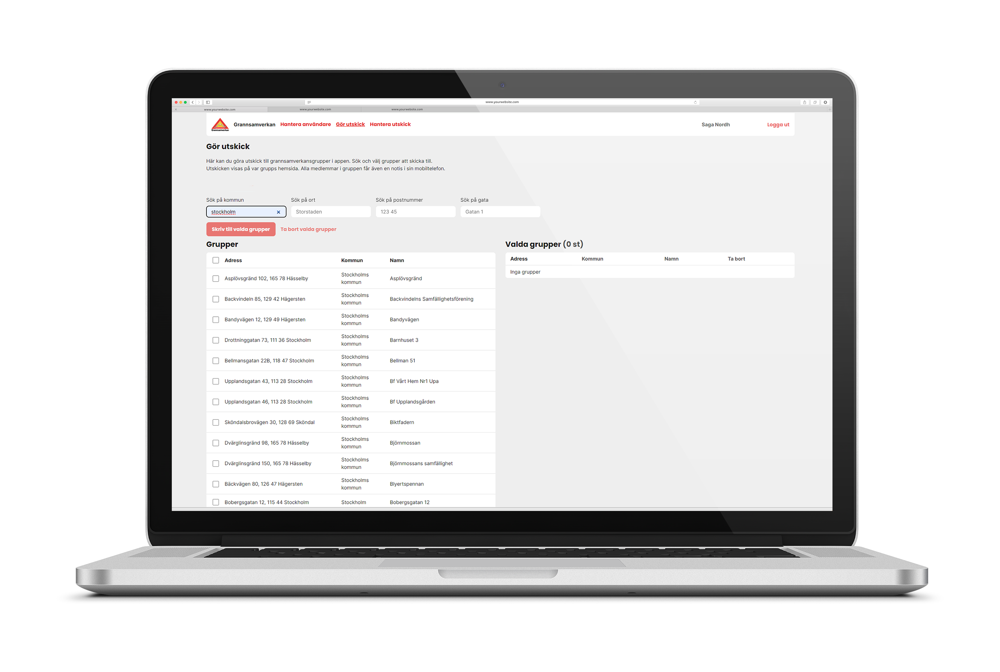 www.yourwebsite.com
www.yourwebsite.com www.yourwebsite.com www.yourwebsite.com
Grannsamverkan Grannsamverkan Hantera användare Gör utskick Hantera utskick Saga Nordh Logga ut
Gör utskick
Här kan du göra utskick till grannsamverkansgrupper i appen. Sök och välj grupper att skicka till.
Utskicken visas på var grupps hemsida. Alla medlemmar i gruppen får även en notis i sin mobiltelefon.
Sök på kommun Sök på ort Sök på postnummer Sök på gata
stockholm Storstaden 123 45 Gatan 1
Skriv till valda grupper Ta bort valda grupper
Grupper
Adress Kommun Namn
Asplövsgränd 102, 165 78 Hässelby Stockholms kommun Asplövsgränd
Backvindeln 85, 129 42 Hägersten Stockholms kommun Backvindelns Samfällighetsförening
Bandyvägen 12, 129 49 Hägersten Stockholms kommun Bandyvägen
Drottninggatan 73, 111 36 Stockholm Stockholms kommun Barnhuset 3
Bellmansgatan 22B, 118 47 Stockholm Stockholms kommun Bellman 51
Upplandsgatan 43, 113 28 Stockholm Stockholms kommun Bf Vårt Hem Nr1 Upa
Upplandsgatan 46, 113 28 Stockholm Stockholms kommun Bf Upplandsgården
Sköndalsbrovägen 30, 128 69 Sköndal Stockholms kommun Biktfadern
Dvärglinsgränd 98, 165 78 Hässelby Stockholms kommun Björnmossan
Dvärglinsgränd 150, 165 78 Hässelby Stockholms kommun Björnmossans samfällighet
Bäckvägen 80, 126 47 Hägersten Stockholms kommun Blyertspennan
Bobergsgatan 12, 115 44 Stockholm Stockholm Bobergsgatan 12
Valda grupper (0 st)
Adress Kommun Namn Ta bort
Inga grupper